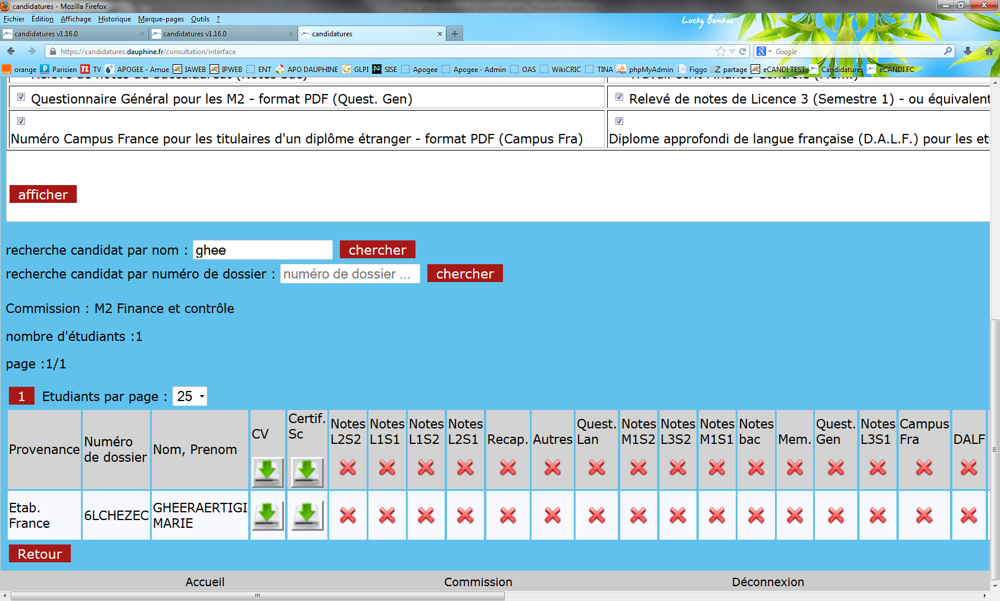 candidatures - Mozilla Firefox
Fichier Édition Affichage Historique Marque-pages Outils ?
Lucky Bamboo
candidatures v1.16.0
candidatures v1.16.0
candidatures
https://candidatures.dauphine.fr/consultation/interface
Google
orange Parisien TV APOGEE - Amue IAWEB IPWEB ENT APO DAUPHINE GLPI SISE Apogee Apogee - Admin OAS WikiCRIC TINA phpMyAdmin Figgo partage eCANDI TEST Candidatures eCANDI FC
Relevé de notes du baccalauréat (Notes bac)
Questionnaire Général pour les M2 - format PDF (Quest. Gen)
Relevé de notes de Licence 3 (Semestre 1) - ou équivalent
Numéro Campus France pour les titulaires d'un diplôme étranger - format PDF (Campus Fra)
Diplome approfondi de langue française (D.A.L.F.) pour les et
afficher
recherche candidat par nom : ghee chercher
recherche candidat par numéro de dossier : numéro de dossier ... chercher
Commission : M2 Finance et contrôle
nombre d'étudiants :1
page :1/1
1 Etudiants par page : 25
Provenance
Numéro
de dossier
Nom, Prenom
CV
Certif.
Sc
Notes
L2S2
Notes
L1S1
Notes
L1S2
Notes
L2S1
Recap.
Autres
Quest.
Lan
Notes
M1S2
Notes
L3S2
Notes
M1S1
Notes
bac
Mem.
Quest.
Gen
Notes
L3S1
Campus
Fra
DALF
Etab.
France
6LCHEZEC
GHEERAERTIGI
MARIE
Retour
Accueil Commission Déconnexion